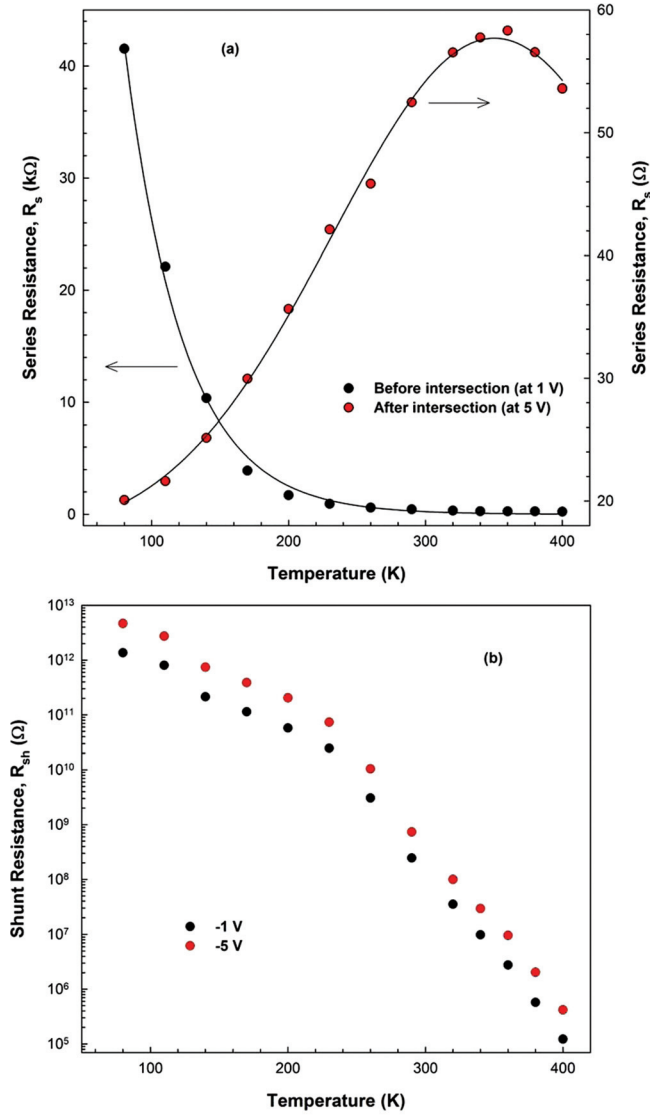 (a)
Series Resistance, Rs (kΩ)
40
30
20
10
0
Series Resistance, Rs (Ω)
60
50
40
30
20
Before intersection (at 1 V)
After intersection (at 5 V)
100 200 300 400
Temperature (K)
(b)
Shunt Resistance, Rsh (Ω)
10¹³
10¹²
10¹¹
10¹⁰
10⁹
10⁸
10⁷
10⁶
10⁵
-1 V
-5 V
100 200 300 400
Temperature (K)